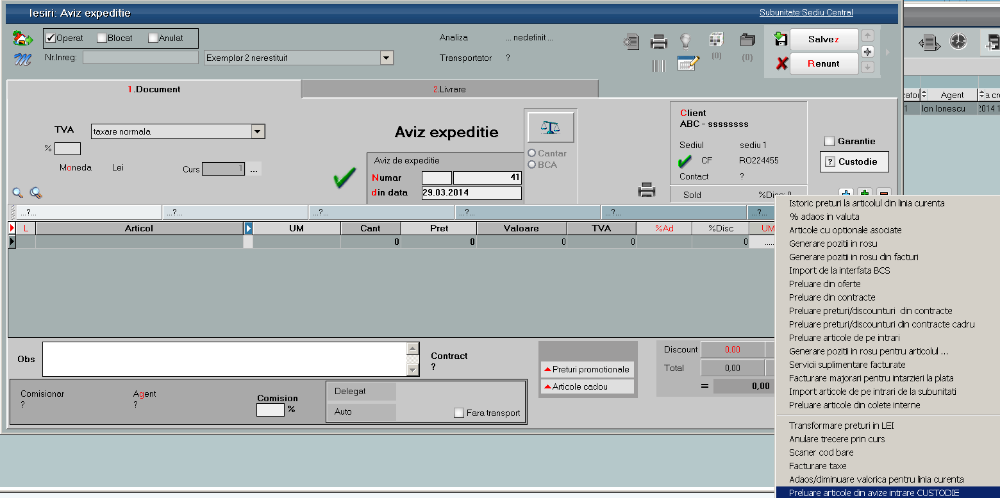 Iesiri: Aviz expeditie
Subunitate:Sediu Central
Operat Blocat Anulat
Analiza ... nedefinit ...
Nr.Inreg: Exemplar 2 nerestituit
Transportator ?
(0) (0)
Salvez
Renunt
Agent
1 Ion Ionescu 2014 1
1.Document 2.Livrare
TVA taxare normala
%
Moneda Lei Curs 1 ...
Aviz expeditie
Aviz de expeditie
Numar 41
din data 29.03.2014
Cantar
BCA
Client
ABC - ssssssss
Sediul sediu 1
CF RO224455
Contact ?
Sold %Disc: 0
Garantie
? Custodie
...?... ...?... ...?... ...?... ...?... ...?...
L Articol UM Cant Pret Valoare TVA %Ad %Disc UM
0 0 0 0 0 .....
Obs
Contract
?
Preturi promotionale
Articole cadou
Discount 0,00
Total 0,00
= 0,00
Comisionar
?
Agent
?
Comision
%
Delegat
Auto
Fara transport
Istoric preturi la articolul din linia curenta
% adaos in valuta
Articole cu optionale asociate
Generare pozitii in rosu
Generare pozitii in rosu din facturi
Import de la interfata BCS
Preluare din oferte
Preluare din contracte
Preluare preturi/discounturi din contracte
Preluare preturi/discounturi din contracte cadru
Preluare articole de pe intrari
Generare pozitii in rosu pentru articolul ...
Servicii suplimentare facturate
Facturare majorari pentru intarzieri la plata
Import articole de pe intrari de la subunitati
Preluare articole din colete interne
Transformare preturi in LEI
Anulare trecere prin curs
Scaner cod bare
Facturare taxe
Adaos/diminuare valorica pentru linia curenta
Preluare articole din avize intrare CUSTODIE